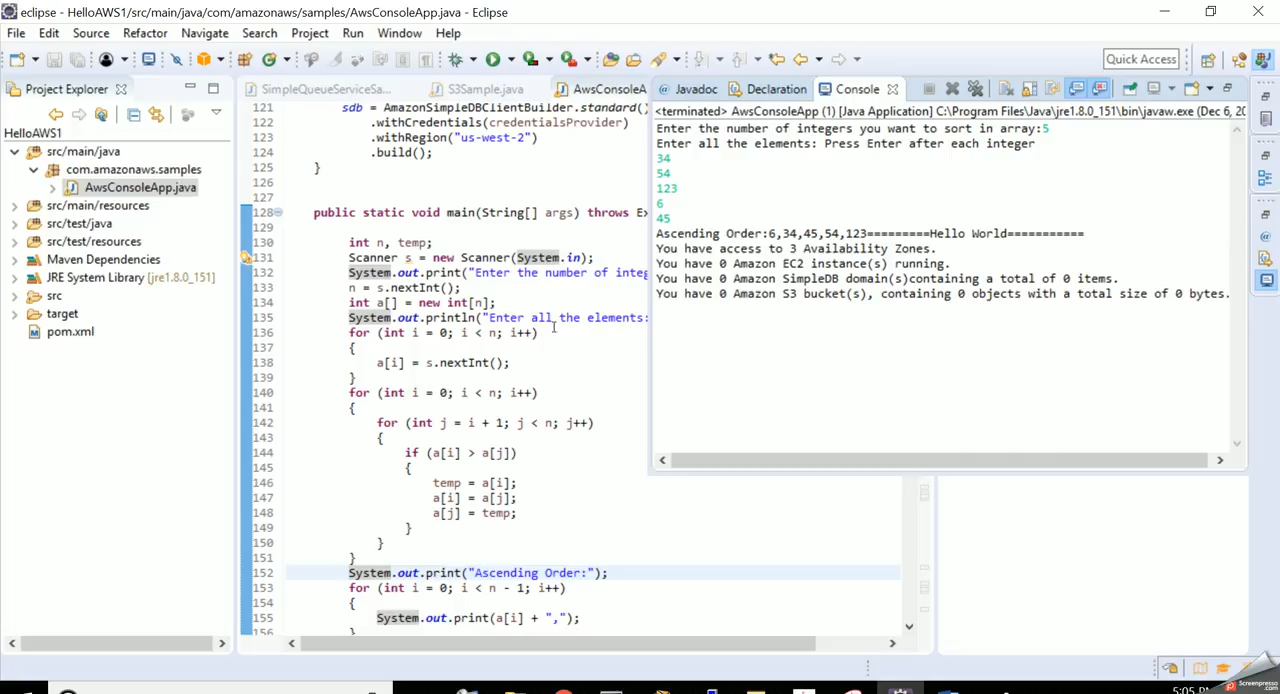 eclipse - HelloAWS1/src/main/java/com/amazonaws/samples/AwsConsoleApp.java - Eclipse
File Edit Source Refactor Navigate Search Project Run Window Help
Quick Access
Project Explorer
HelloAWS1
src/main/java
com.amazonaws.samples
AwsConsoleApp.java
src/main/resources
src/test/java
src/test/resources
Maven Dependencies
JRE System Library [jre1.8.0_151]
src
target
pom.xml
SimpleQueueServiceSa... S3Sample.java AwsConsoleA
121 sdb = AmazonSimpleDBClientBuilder.standard()
122 .withCredentials(credentialsProvider)
123 .withRegion("us-west-2")
124 .build();
125 }
126
127
128 public static void main(String[] args) throws Ex
129
130 int n, temp;
131 Scanner s = new Scanner(System.in);
132 System.out.print("Enter the number of integ
133 n = s.nextInt();
134 int a[] = new int[n];
135 System.out.println("Enter all the elements:
136 for (int i = 0; i < n; i++)
137 {
138 a[i] = s.nextInt();
139 }
140 for (int i = 0; i < n; i++)
141 {
142 for (int j = i + 1; j < n; j++)
143 {
144 if (a[i] > a[j])
145 {
146 temp = a[i];
147 a[i] = a[j];
148 a[j] = temp;
149 }
150 }
151 }
152 System.out.print("Ascending Order:");
153 for (int i = 0; i < n - 1; i++)
154 {
155 System.out.print(a[i] + ",");
156 }
Javadoc Declaration Console
<terminated> AwsConsoleApp (1) [Java Application] C:\Program Files\Java\jre1.8.0_151\bin\javaw.exe (Dec 6, 20
Enter the number of integers you want to sort in array:5
Enter all the elements: Press Enter after each integer
34
54
123
6
45
Ascending Order:6,34,45,54,123=========Hello World===========
You have access to 3 Availability Zones.
You have 0 Amazon EC2 instance(s) running.
You have 0 Amazon SimpleDB domain(s)containing a total of 0 items.
You have 0 Amazon S3 bucket(s), containing 0 objects with a total size of 0 bytes.
5:05 PM
Screenpresso.com